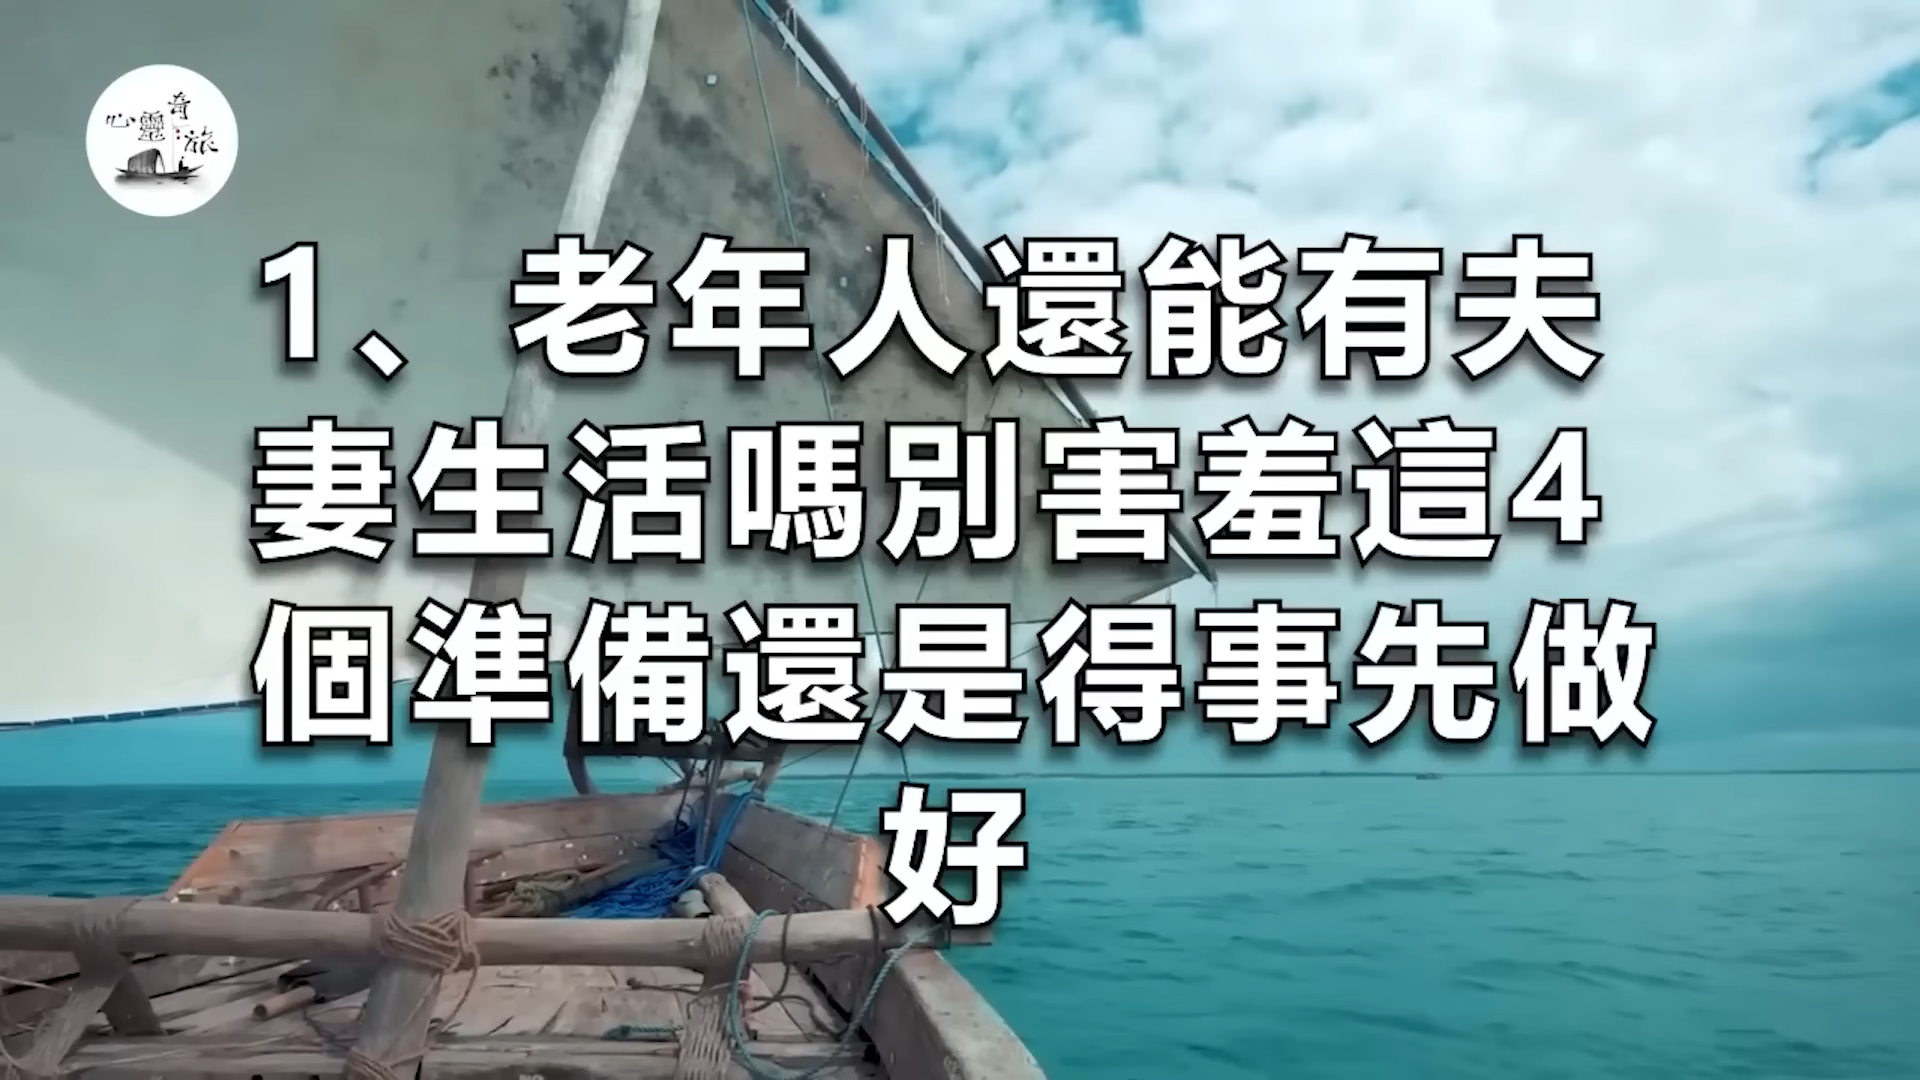 心靈奇旅
1、老年人還能有夫
妻生活嗎別害羞這4
個準備還是得事先做
好